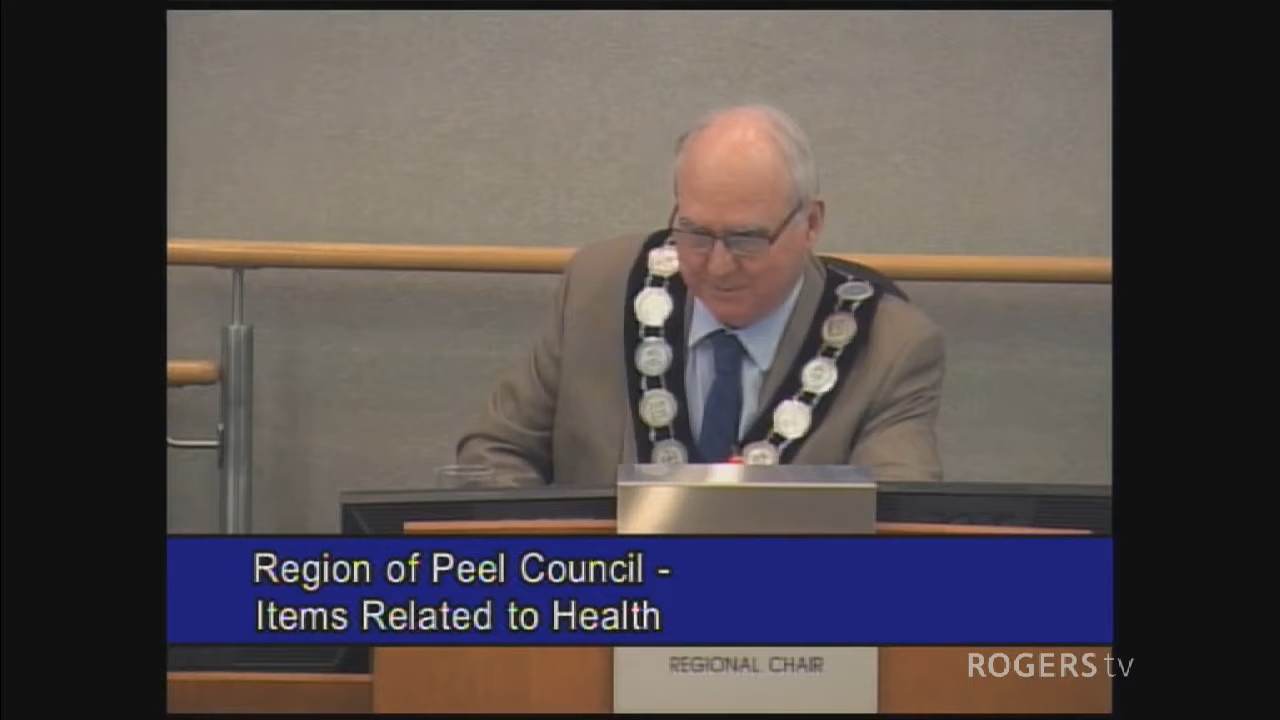 Region of Peel Council -
Items Related to Health
REGIONAL CHAIR
ROGERS tv